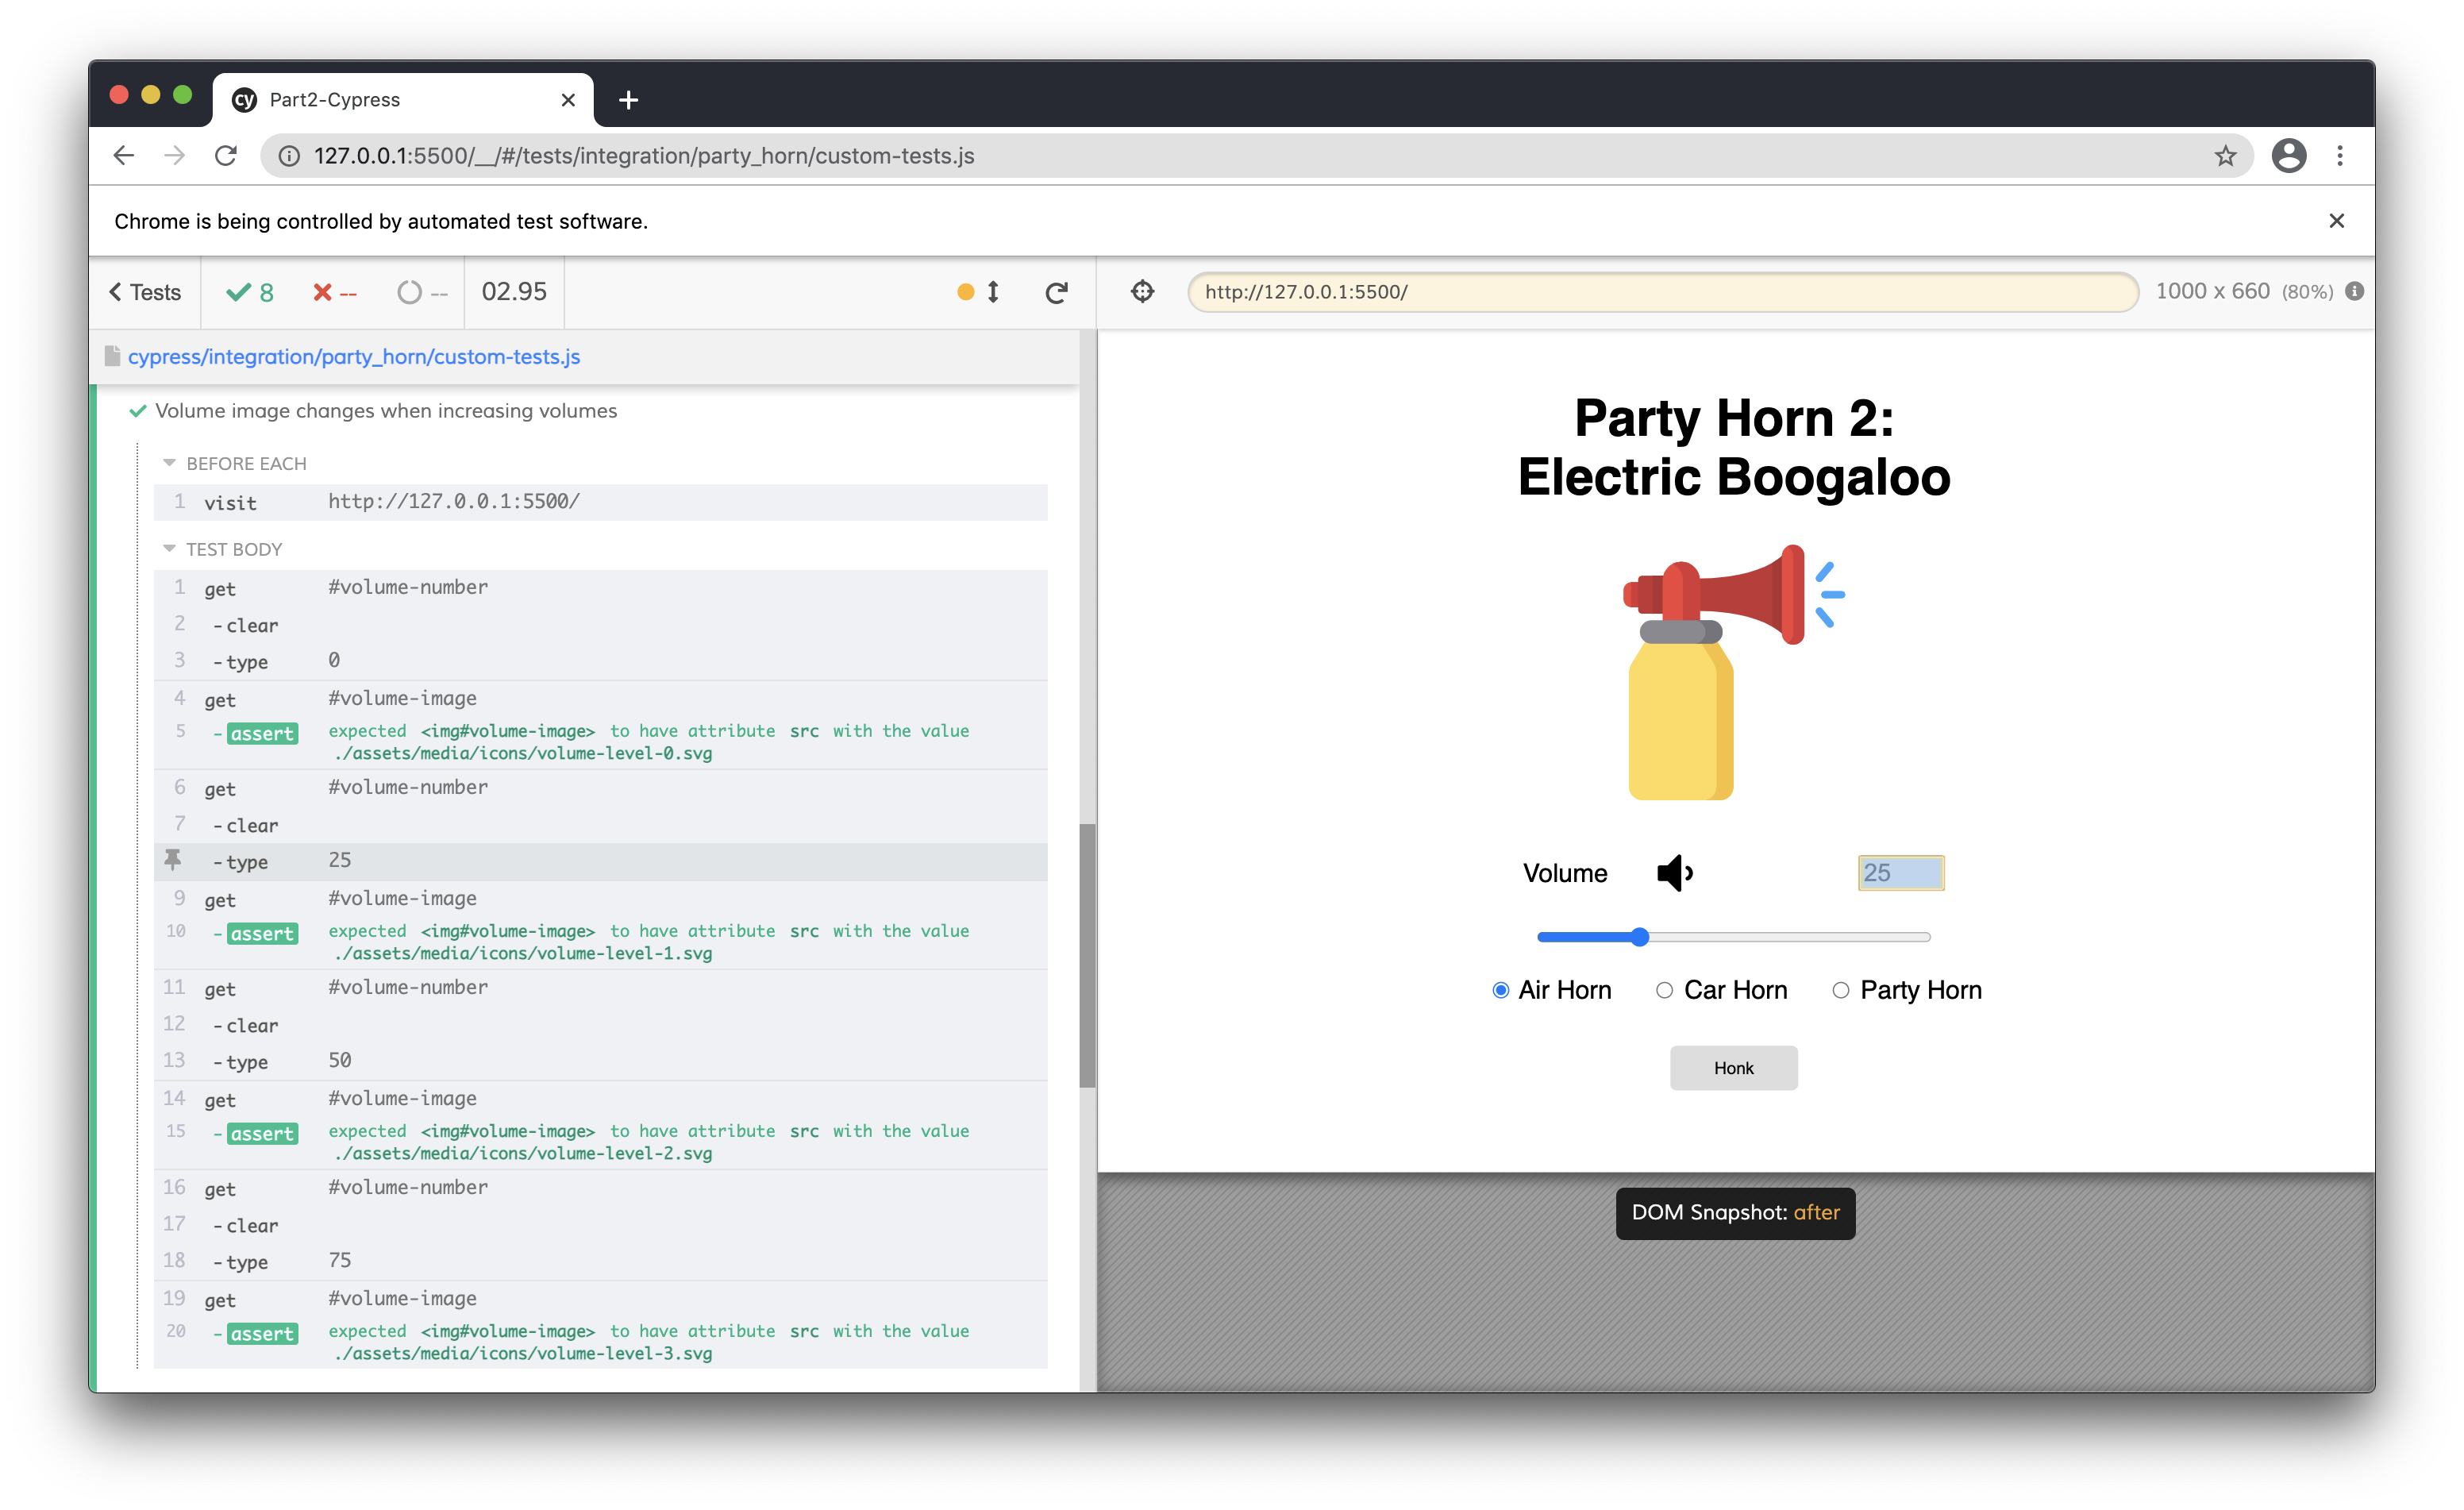 cy Part2-Cypress
127.0.0.1:5500/__/#/tests/integration/party_horn/custom-tests.js
Chrome is being controlled by automated test software.
Tests 8 -- -- 02.95
http://127.0.0.1:5500/ 1000 x 660 (80%)
cypress/integration/party_horn/custom-tests.js
Volume image changes when increasing volumes
BEFORE EACH
1 visit http://127.0.0.1:5500/
TEST BODY
1 get #volume-number
2 -clear
3 -type 0
4 get #volume-image
5 -assert expected <img#volume-image> to have attribute src with the value
./assets/media/icons/volume-level-0.svg
6 get #volume-number
7 -clear
-type 25
9 get #volume-image
10 -assert expected <img#volume-image> to have attribute src with the value
./assets/media/icons/volume-level-1.svg
11 get #volume-number
12 -clear
13 -type 50
14 get #volume-image
15 -assert expected <img#volume-image> to have attribute src with the value
./assets/media/icons/volume-level-2.svg
16 get #volume-number
17 -clear
18 -type 75
19 get #volume-image
20 -assert expected <img#volume-image> to have attribute src with the value
./assets/media/icons/volume-level-3.svg
Party Horn 2:
Electric Boogaloo
Volume 25
Air Horn Car Horn Party Horn
Honk
DOM Snapshot: after